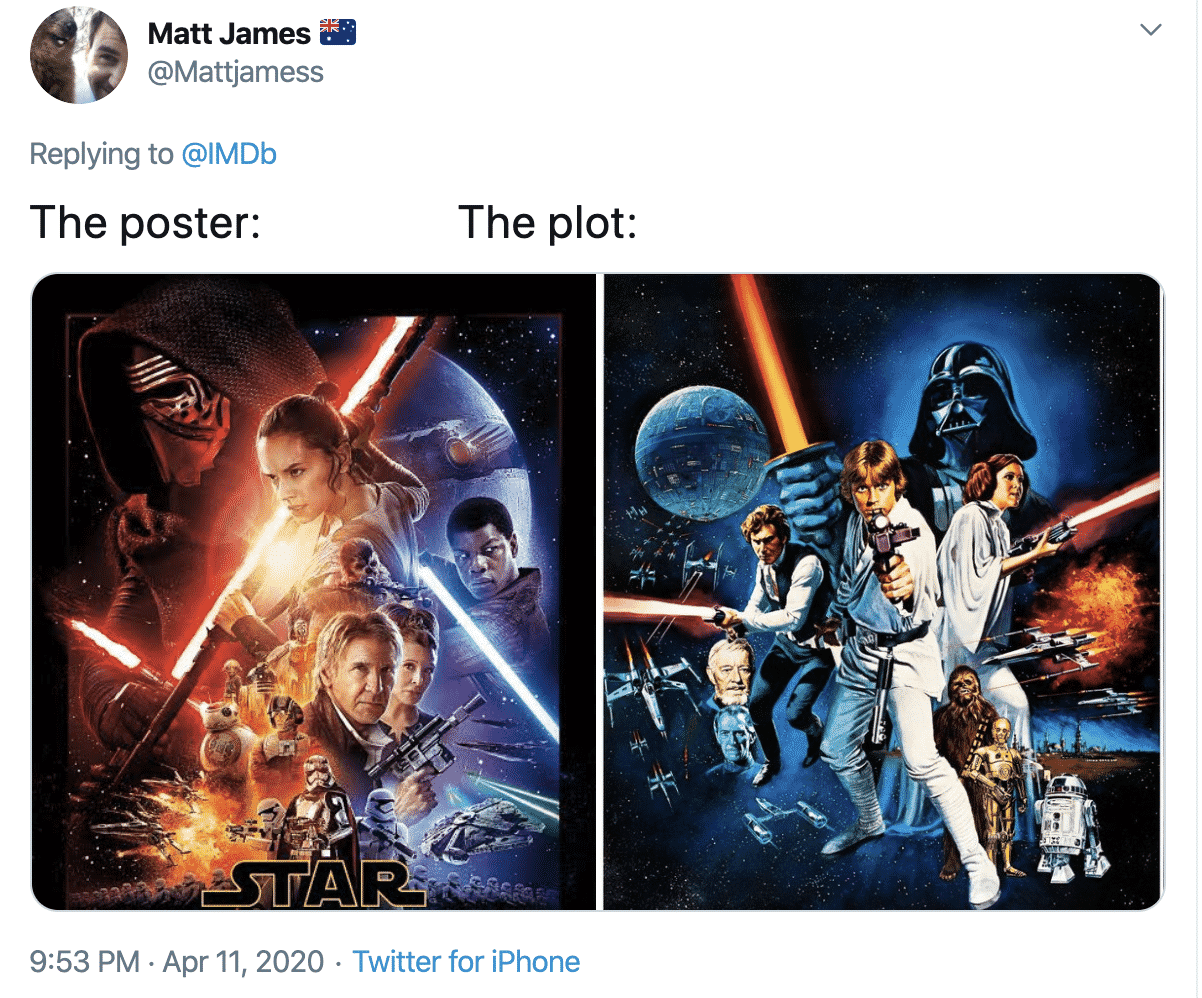 Matt James 🇦🇺
@Mattjamess
Replying to @IMDb
The poster: The plot:
STAR
9:53 PM · Apr 11, 2020 · Twitter for iPhone